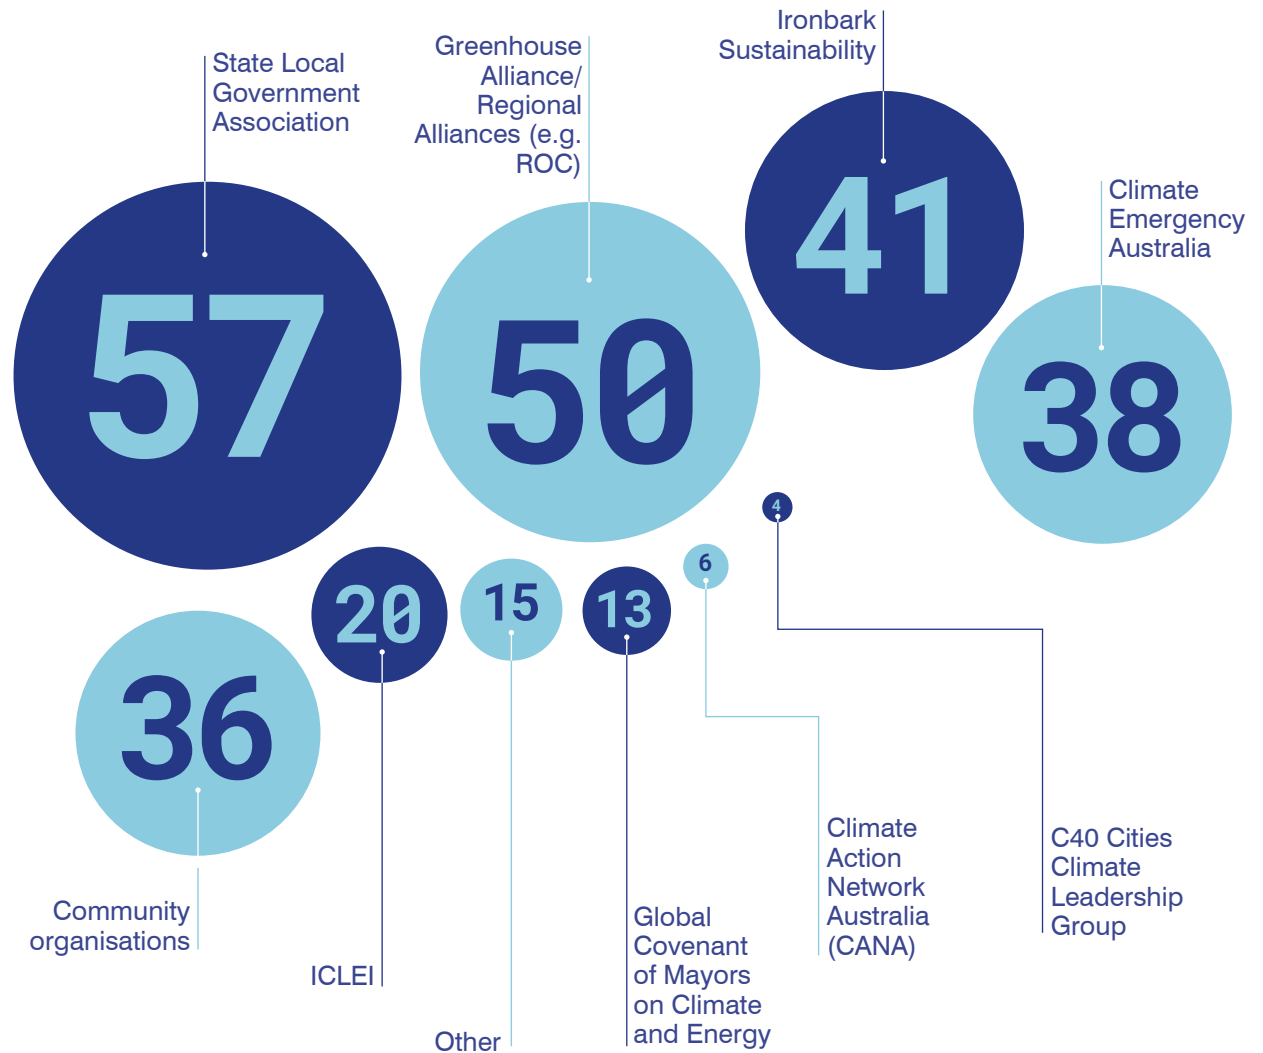 State Local
Government
Association
57
Greenhouse
Alliance/
Regional
Alliances (e.g.
ROC)
50
Ironbark
Sustainability
41
Climate
Emergency
Australia
38
36
Community
organisations
20
ICLEI
15
Other
13
Global
Covenant
of Mayors
on Climate
and Energy
6
Climate
Action
Network
Australia
(CANA)
4
C40 Cities
Climate
Leadership
Group